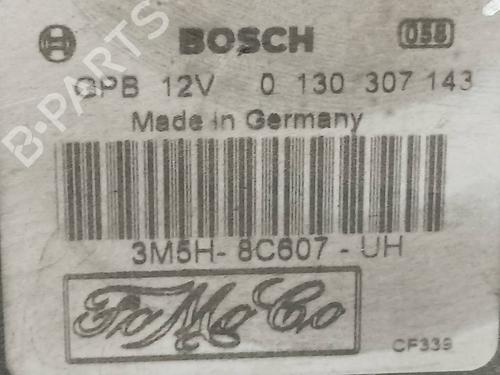 BOSCH 058
GPB 12V 0 130 307 143
Made in Germany
3M5H-8C607-UH
FoMoCo
CF339
B-PARTS